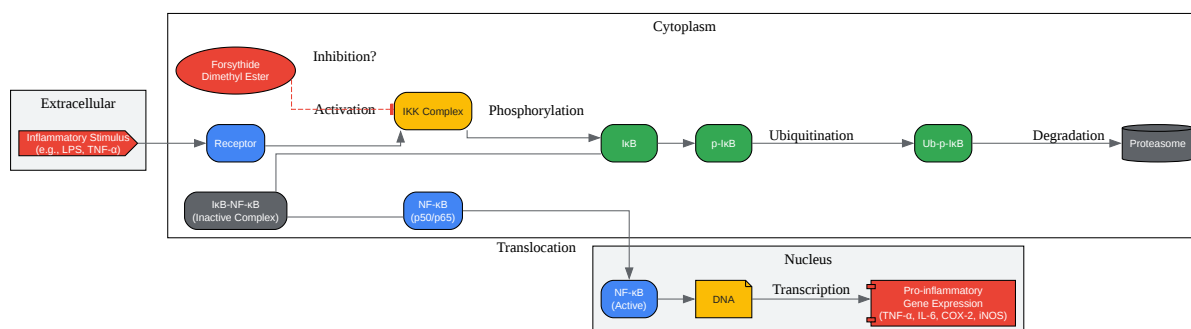 Cytoplasm
Inhibition?
Forsythide
Dimethyl Ester
Extracellular
Activation
IKK Complex
Phosphorylation
Inflammatory Stimulus
(e.g., LPS, TNF-α)
Receptor
IκB
p-IκB
Ubiquitination
Ub-p-IκB
Degradation
Proteasome
IκB-NF-κB
(Inactive Complex)
NF-κB
(p50/p65)
Translocation
Nucleus
NF-κB
(Active)
DNA
Transcription
Pro-inflammatory
Gene Expression
(TNF-α, IL-6, COX-2, iNOS)